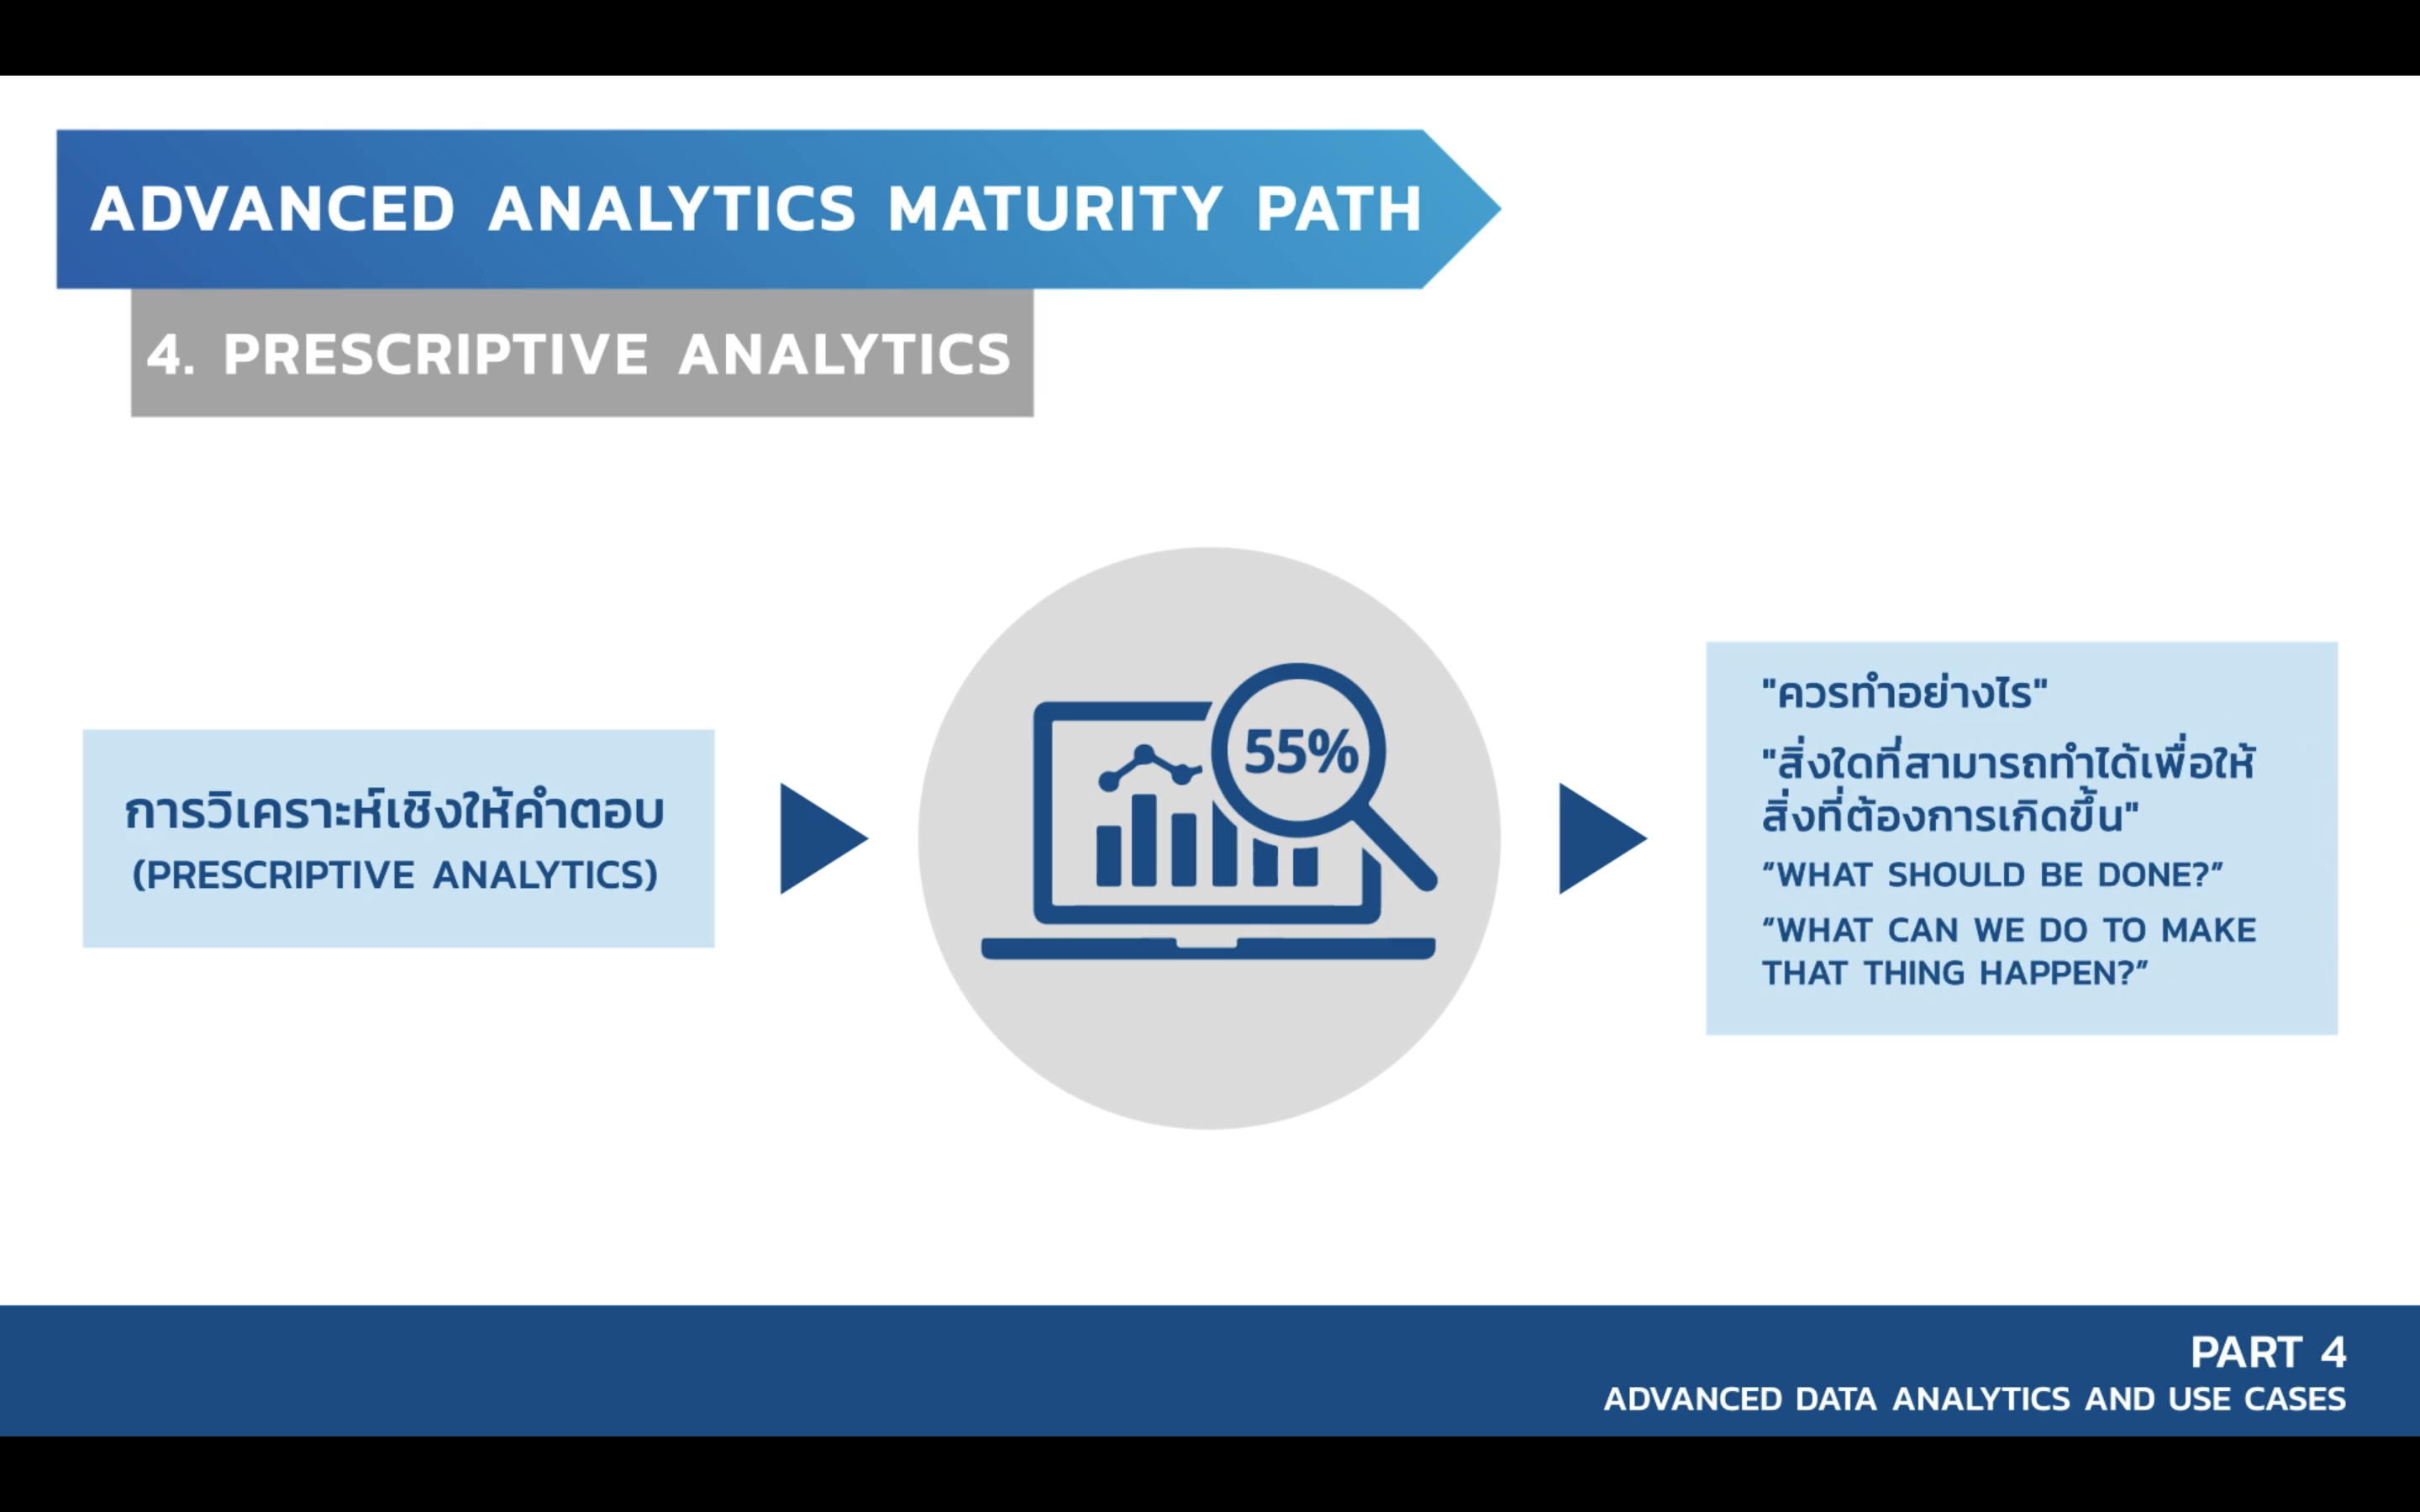 ADVANCED ANALYTICS MATURITY PATH
4. PRESCRIPTIVE ANALYTICS
การวิเคราะห์เชิงให้คำตอบ
(PRESCRIPTIVE ANALYTICS)
55%
"ควรทำอย่างไร"
"สิ่งใดที่สามารถทำได้เพื่อให้
สิ่งที่ต้องการเกิดขึ้น"
“WHAT SHOULD BE DONE?”
“WHAT CAN WE DO TO MAKE
THAT THING HAPPEN?”
PART 4
ADVANCED DATA ANALYTICS AND USE CASES